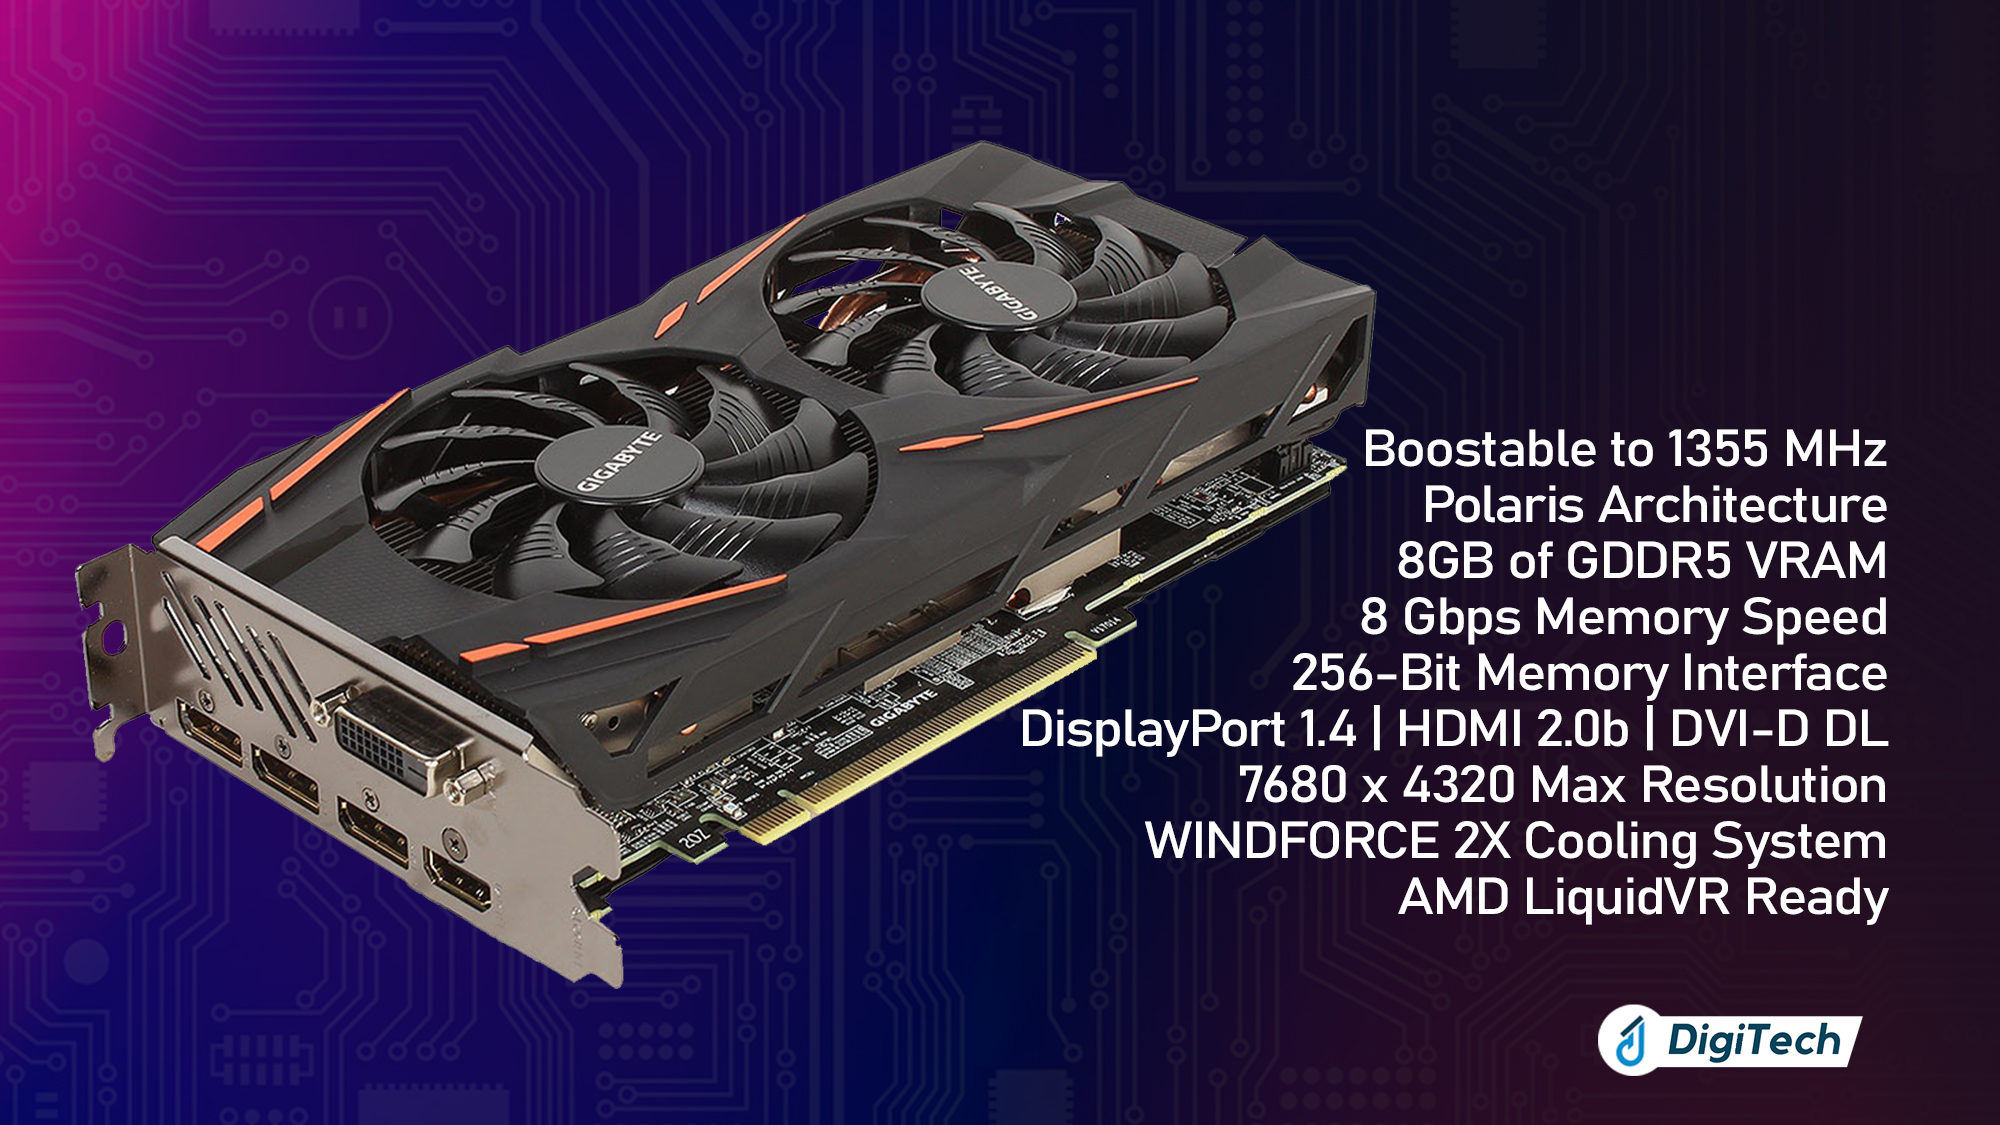 GIGABYTE
GIGABYTE
Boostable to 1355 MHz
Polaris Architecture
8GB of GDDR5 VRAM
8 Gbps Memory Speed
256-Bit Memory Interface
DisplayPort 1.4 | HDMI 2.0b | DVI-D DL
7680 x 4320 Max Resolution
WINDFORCE 2X Cooling System
AMD LiquidVR Ready
GIGABYTE
DigiTech